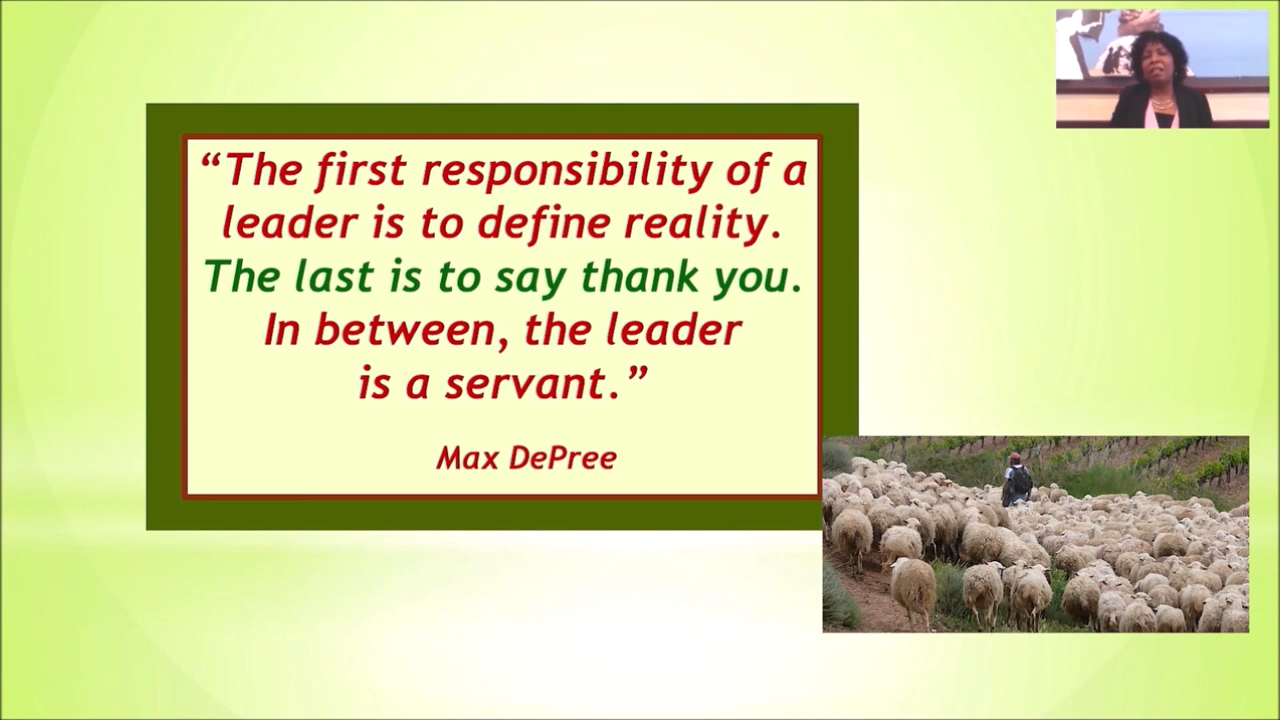 “The first responsibility of a
leader is to define reality.
The last is to say thank you.
In between, the leader
is a servant.”
Max DePree